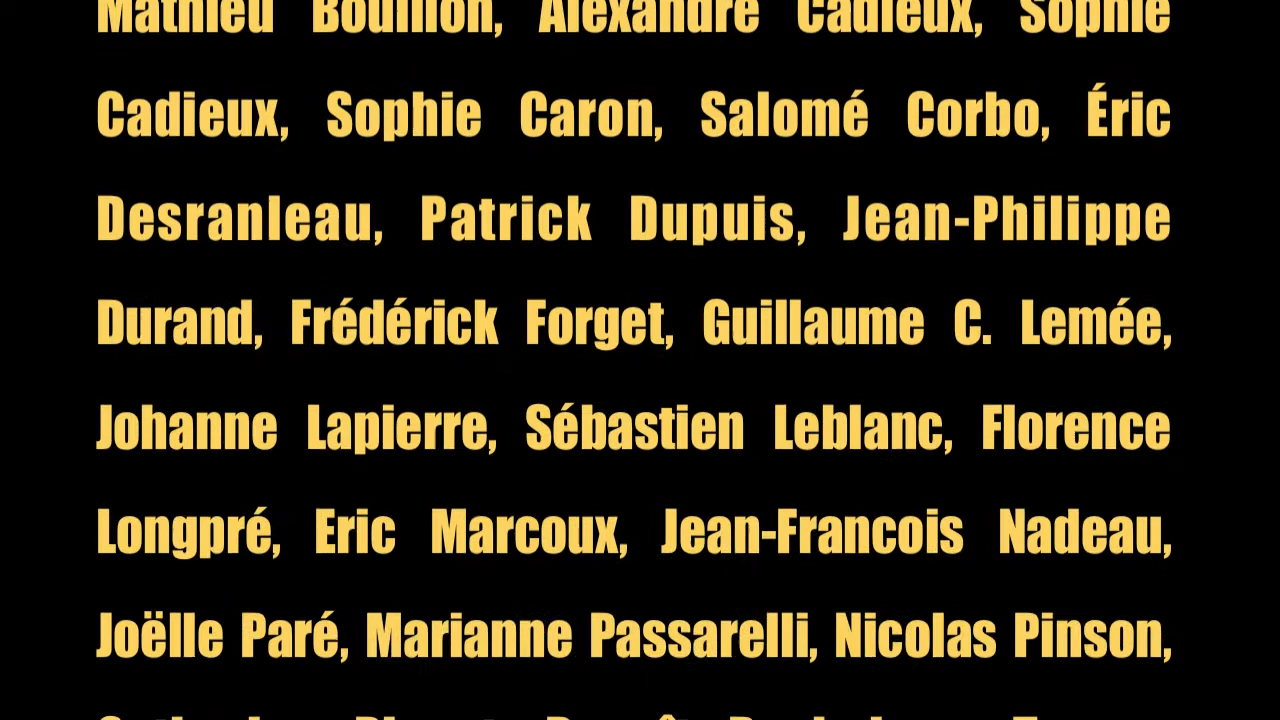 Mathieu Bouillon, Alexandre Cadieux, Sophie
Cadieux, Sophie Caron, Salomé Corbo, Éric
Desranleau, Patrick Dupuis, Jean-Philippe
Durand, Frédérick Forget, Guillaume C. Lemée,
Johanne Lapierre, Sébastien Leblanc, Florence
Longpré, Eric Marcoux, Jean-Francois Nadeau,
Joëlle Paré, Marianne Passarelli, Nicolas Pinson,